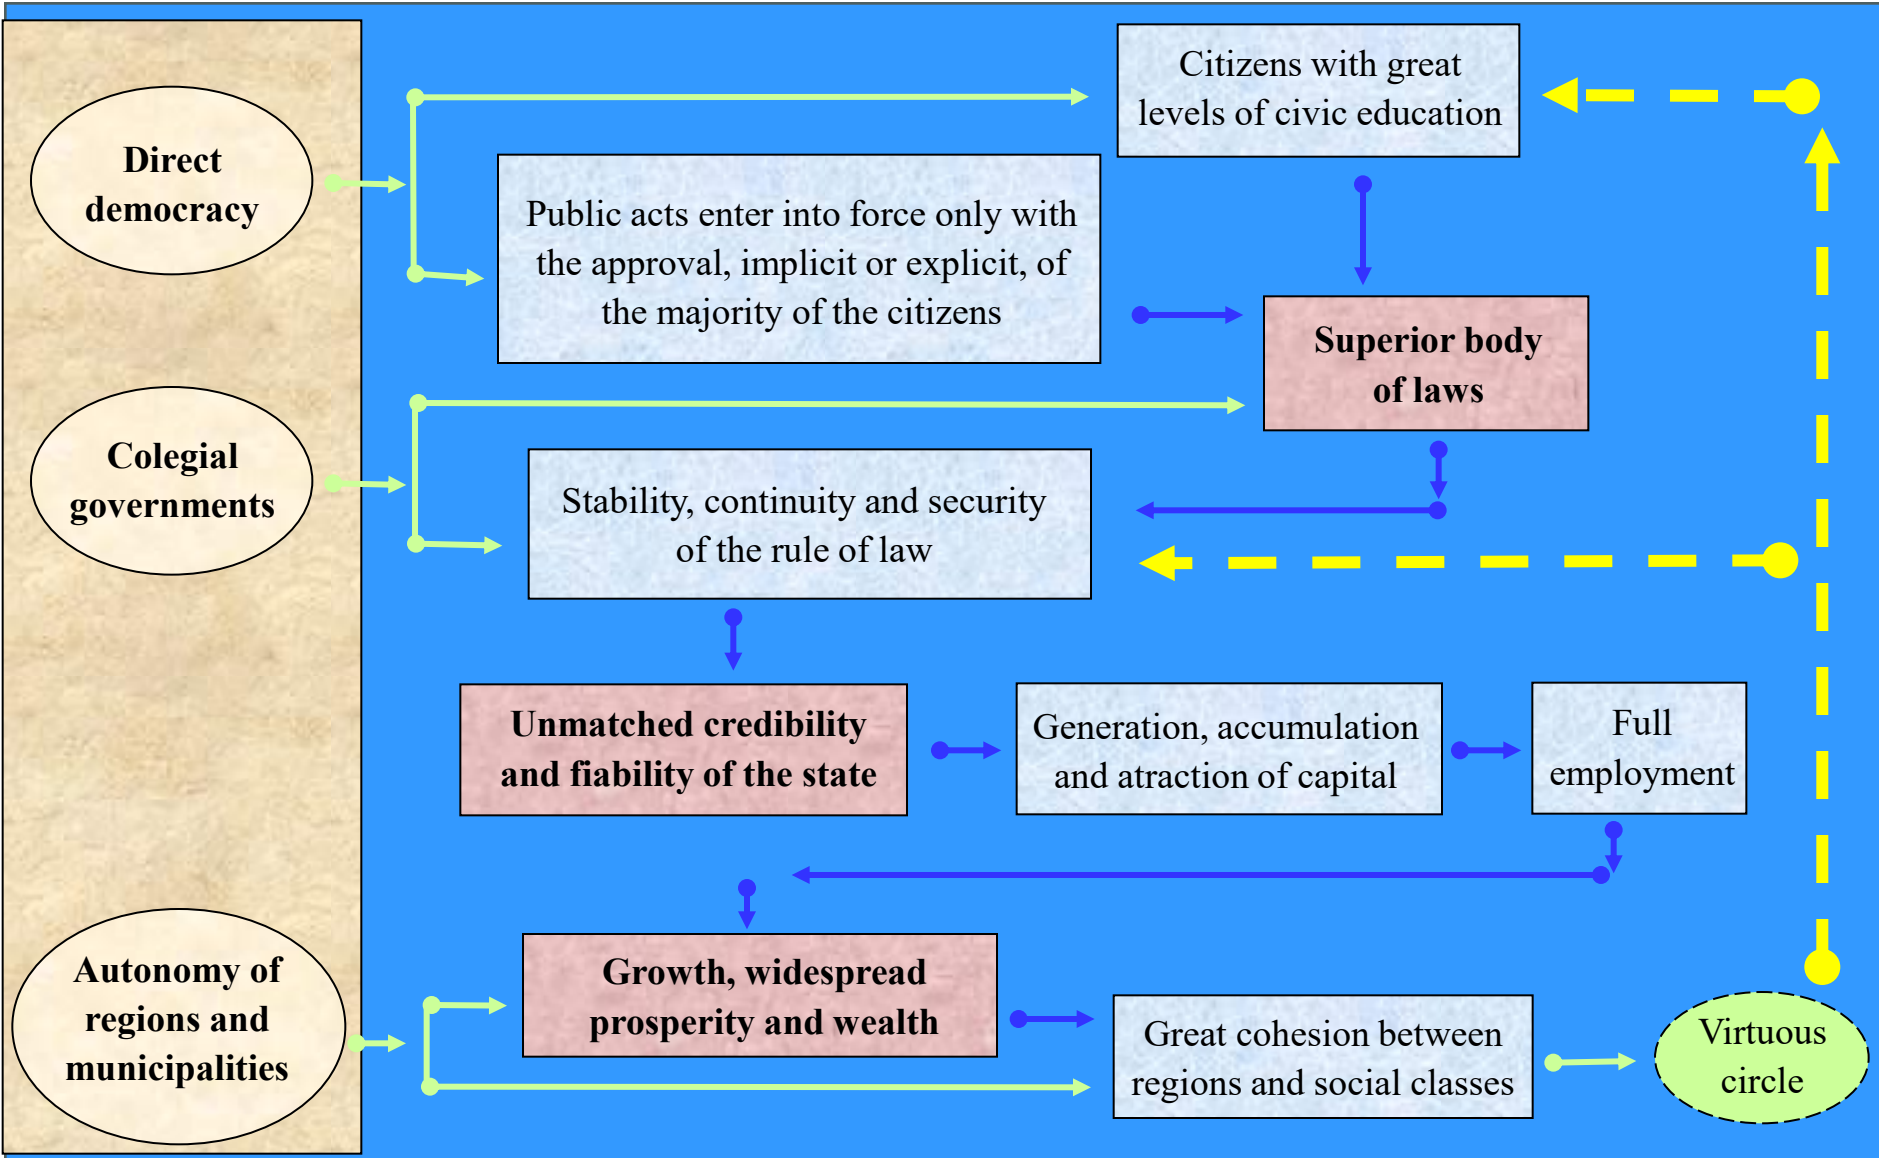 Citizens with great
levels of civic education
Direct
democracy
Public acts enter into force only with
the approval, implicit or explicit, of
the majority of the citizens
Superior body
of laws
Colegial
governments
Stability, continuity and security
of the rule of law
Unmatched credibility
and fiability of the state
Generation, accumulation
and atraction of capital
Full
employment
Autonomy of
regions and
municipalities
Growth, widespread
prosperity and wealth
Great cohesion between
regions and social classes
Virtuous
circle